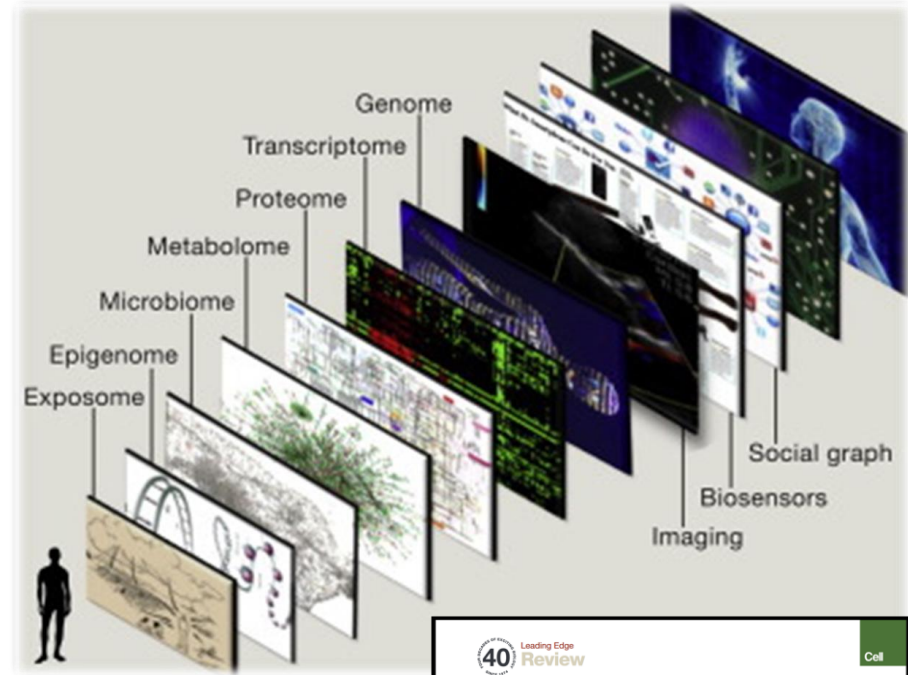 Genome
Transcriptome
Proteome
Metabolome
Microbiome
Epigenome
Exposome
Social graph
Biosensors
Imaging
40
Leading Edge
Review
Cell